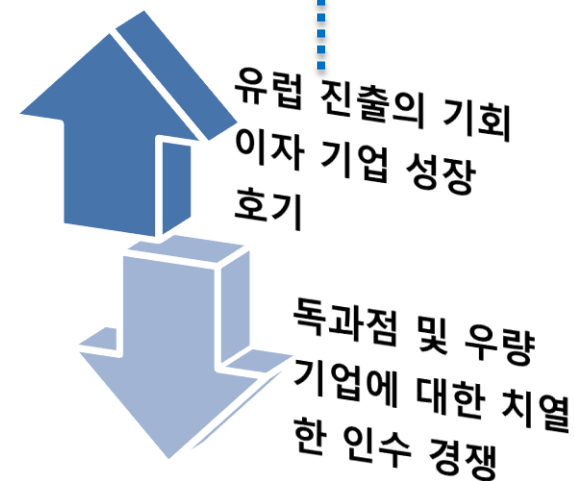 유럽 진출의 기회
이자 기업 성장
호기
독과점 및 우량
기업에 대한 치열
한 인수 경쟁